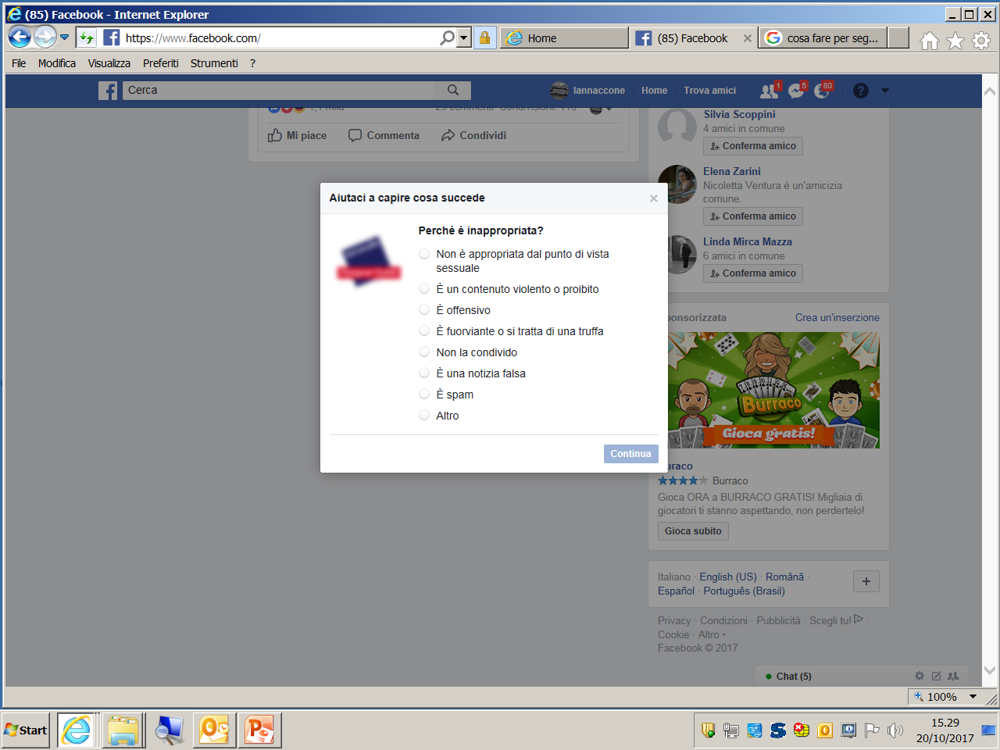 (85) Facebook - Internet Explorer
https://www.facebook.com/
Home
(85) Facebook
cosa fare per seg...
File Modifica Visualizza Preferiti Strumenti ?
Cerca
Iannaccone Home Trova amici 1 5 80 ?
Mi piace Commenta Condividi
Silvia Scoppini
4 amici in comune
Conferma amico
Elena Zarini
Nicoletta Ventura è un'amicizia
comune.
Conferma amico
Linda Mirca Mazza
6 amici in comune
Conferma amico
Aiutaci a capire cosa succede
Perché è inappropriata?
Non è appropriata dal punto di vista
sessuale
È un contenuto violento o proibito
È offensivo
È fuorviante o si tratta di una truffa
Non la condivido
È una notizia falsa
È spam
Altro
Continua
Crea un'inserzione
Burraco
Gioca gratis!
Burraco
Gioca ORA a BURRACO GRATIS! Migliaia di
giocatori ti stanno aspettando, non perdertelo!
Gioca subito
Italiano · English (US) · Română ·
Español · Português (Brasil)
Privacy · Condizioni · Pubblicità · Scegli tu! ·
Cookie · Altro
Facebook © 2017
Chat (5)
100%
Start
15.29
20/10/2017